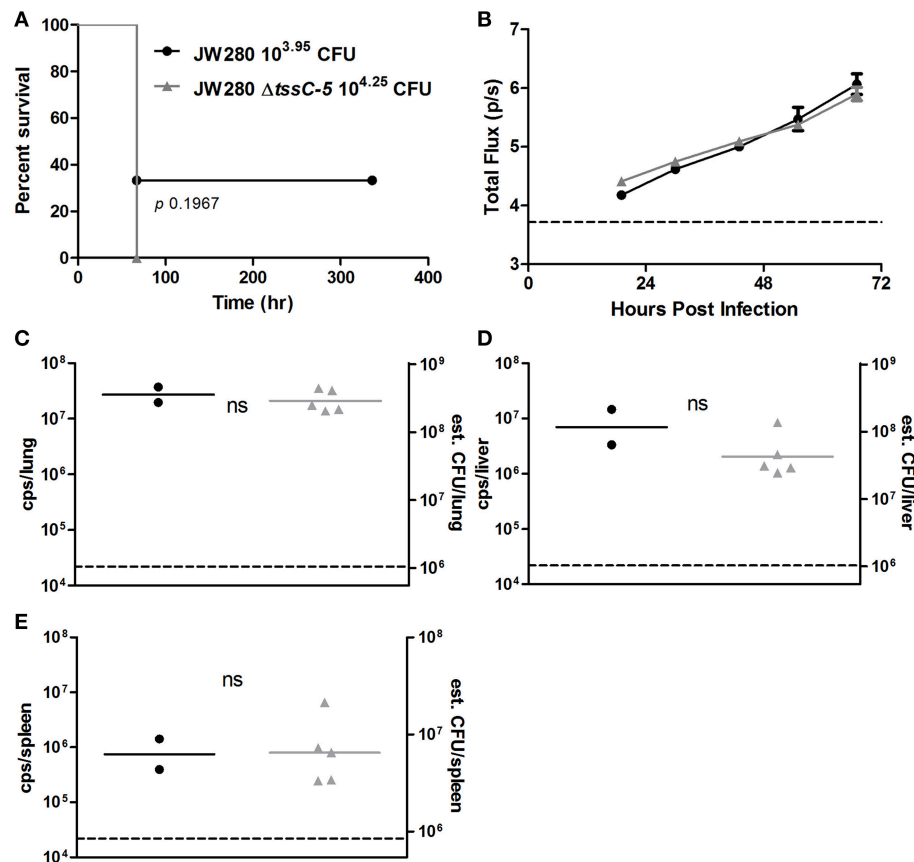 A
100
80
60
40
20
0
Percent survival
JW280 10^3.95 CFU
JW280 ΔtssC-5 10^4.25 CFU
p 0.1967
0 100 200 300 400
Time (hr)
B
7
6
5
4
3
Total Flux (p/s)
0 24 48 72
Hours Post Infection
C
10^8
10^7
10^6
10^5
10^4
cps/lung
ns
10^9
10^8
10^7
10^6
est. CFU/lung
D
10^8
10^7
10^6
10^5
10^4
cps/liver
ns
10^9
10^8
10^7
10^6
est. CFU/liver
E
10^8
10^7
10^6
10^5
10^4
cps/spleen
ns
10^8
10^7
10^6
est. CFU/spleen